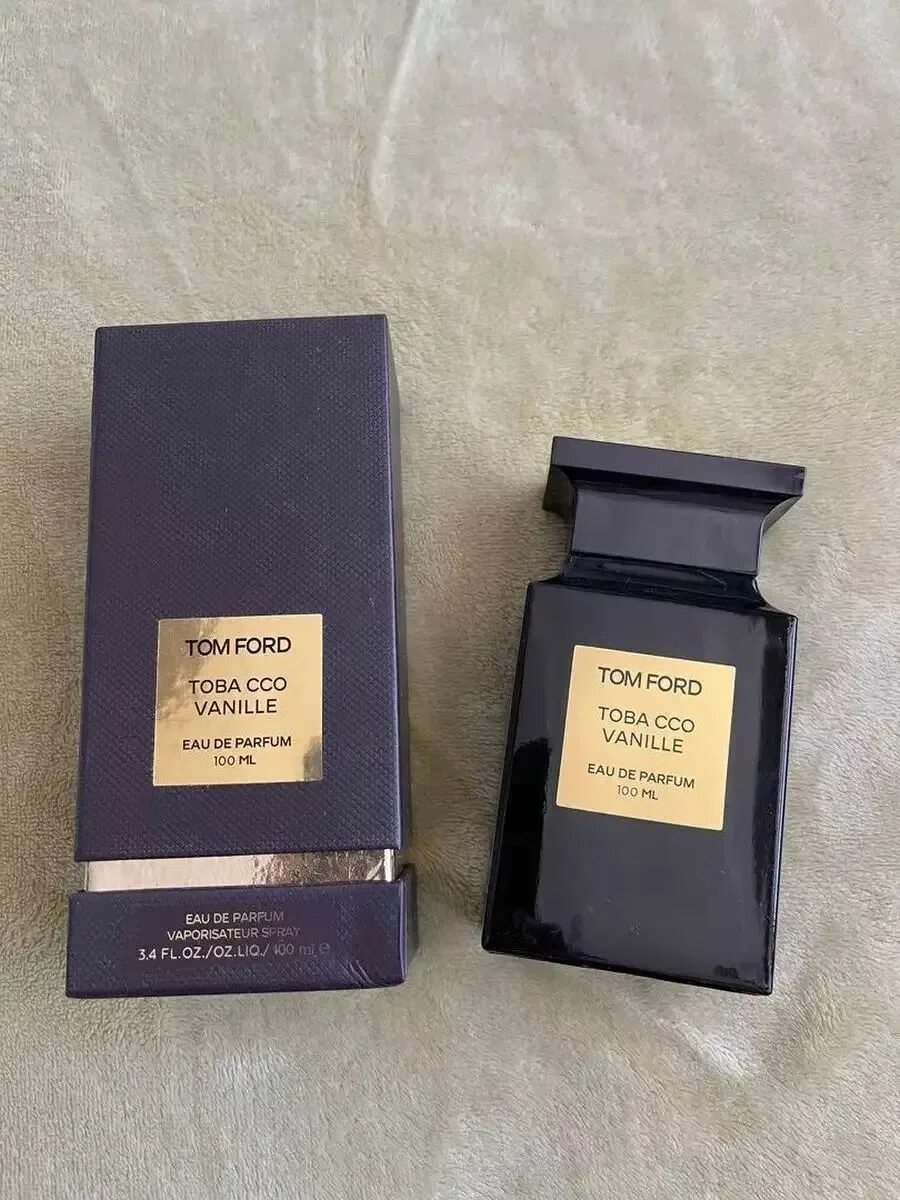 TOM FORD
TOBA CCO
VANILLE
EAU DE PARFUM
100 ML
EAU DE PARFUM
VAPORISATEUR SPRAY
3.4 FL.OZ./OZ.LIQ./ 100 ml e
TOM FORD
TOBA CCO
VANILLE
EAU DE PARFUM
100 ML